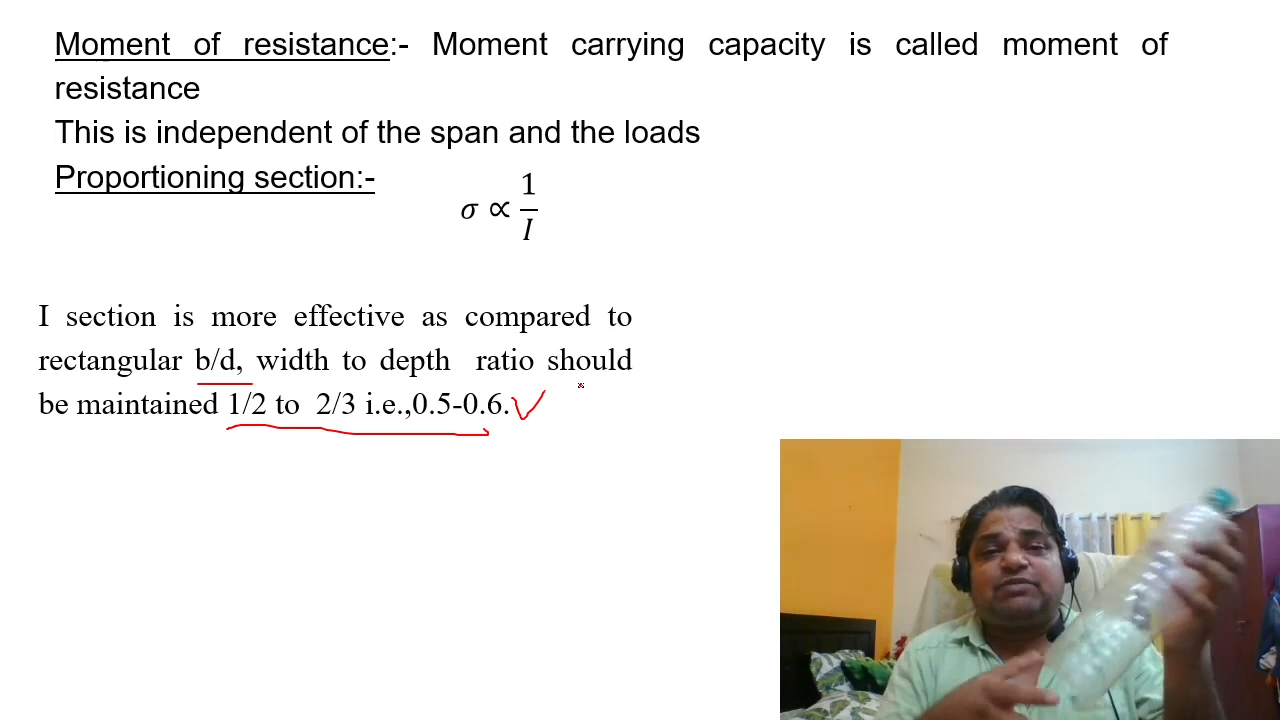 Moment of resistance:- Moment carrying capacity is called moment of
resistance
This is independent of the span and the loads
Proportioning section:-
σ ∝ 1/I
I section is more effective as compared to
rectangular b/d, width to depth ratio should
be maintained 1/2 to 2/3 i.e.,0.5-0.6.